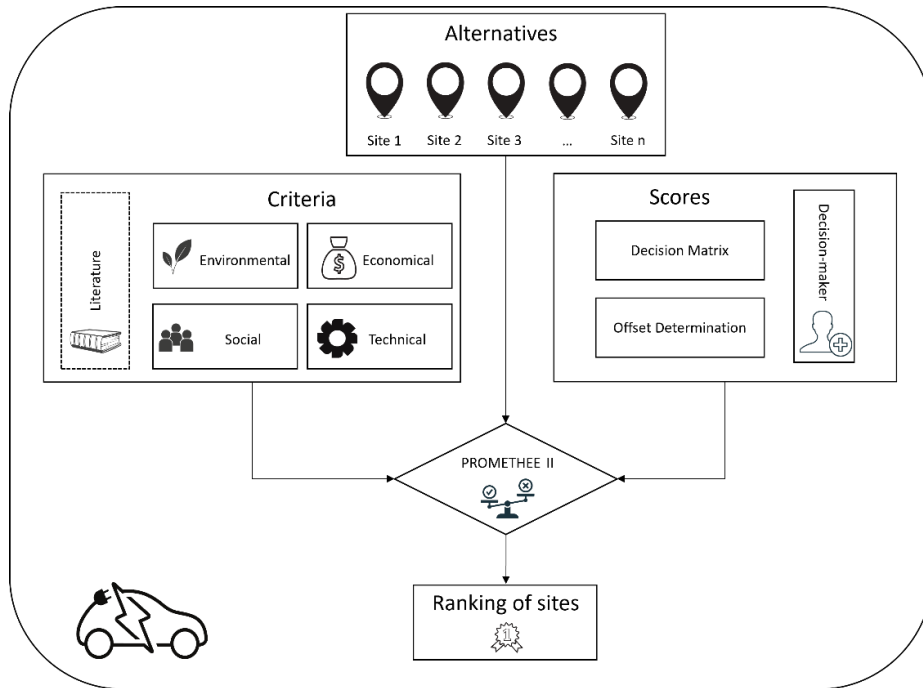 Alternatives
Site 1
Site 2
Site 3
...
Site n
Criteria
Literature
Environmental
Economical
$
Social
Technical
Scores
Decision Matrix
Offset Determination
Decision-maker
PROMETHEE II
Ranking of sites
1